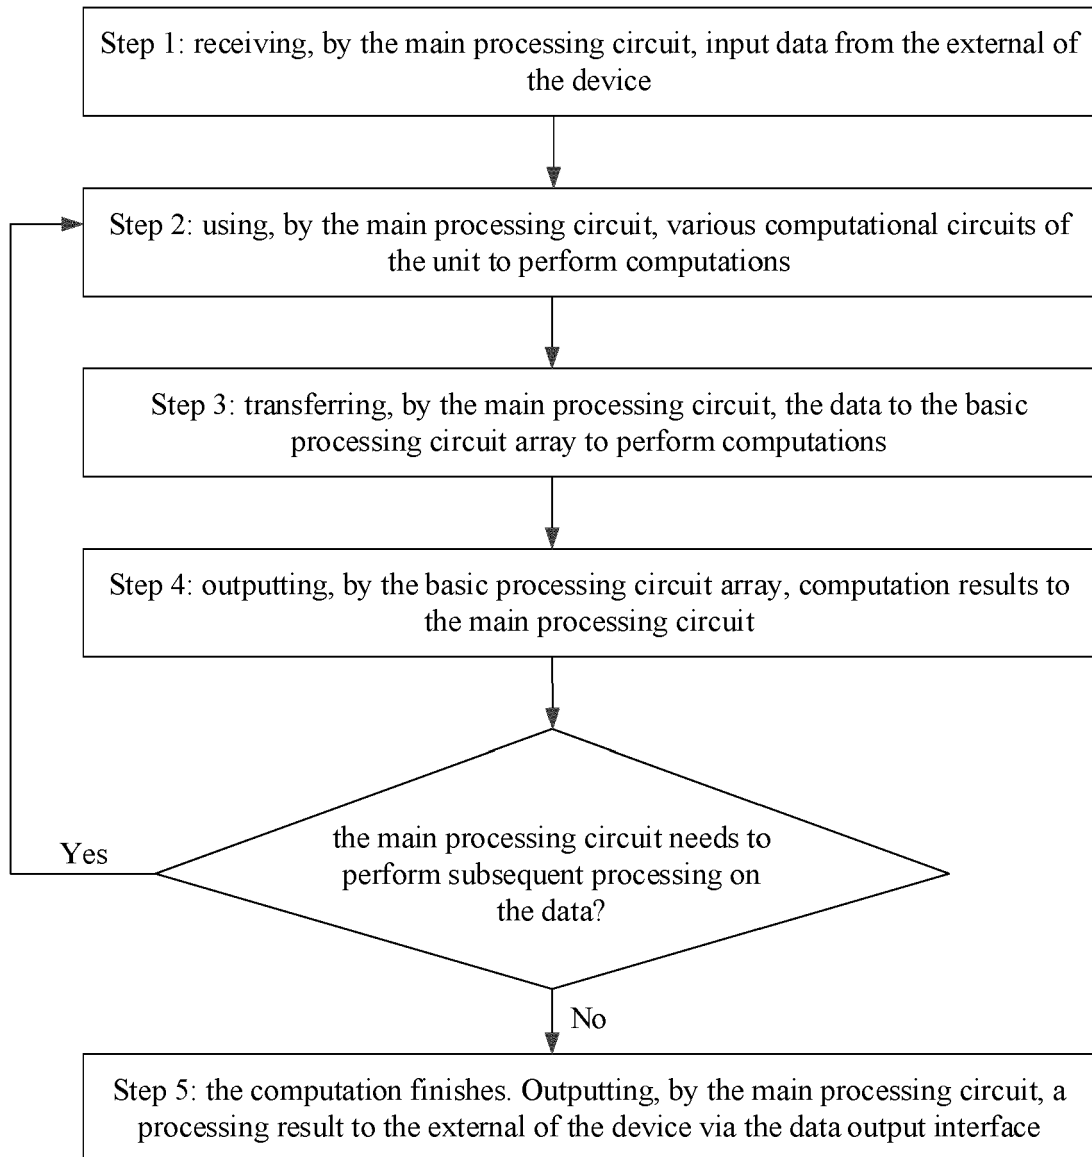 Step 1: receiving, by the main processing circuit, input data from the external of
the device
Step 2: using, by the main processing circuit, various computational circuits of
the unit to perform computations
Step 3: transferring, by the main processing circuit, the data to the basic
processing circuit array to perform computations
Step 4: outputting, by the basic processing circuit array, computation results to
the main processing circuit
Yes
the main processing circuit needs to
perform subsequent processing on
the data?
No
Step 5: the computation finishes. Outputting, by the main processing circuit, a
processing result to the external of the device via the data output interface